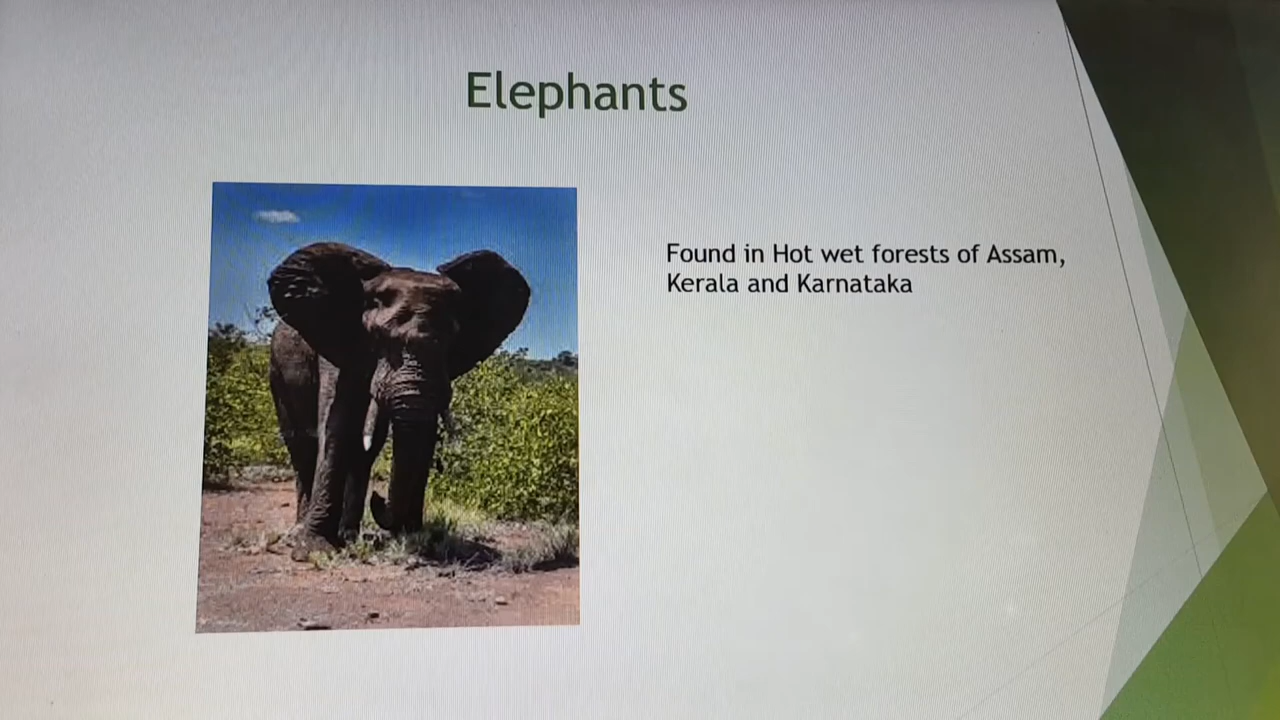 Elephants
Found in Hot wet forests of Assam,
Kerala and Karnataka